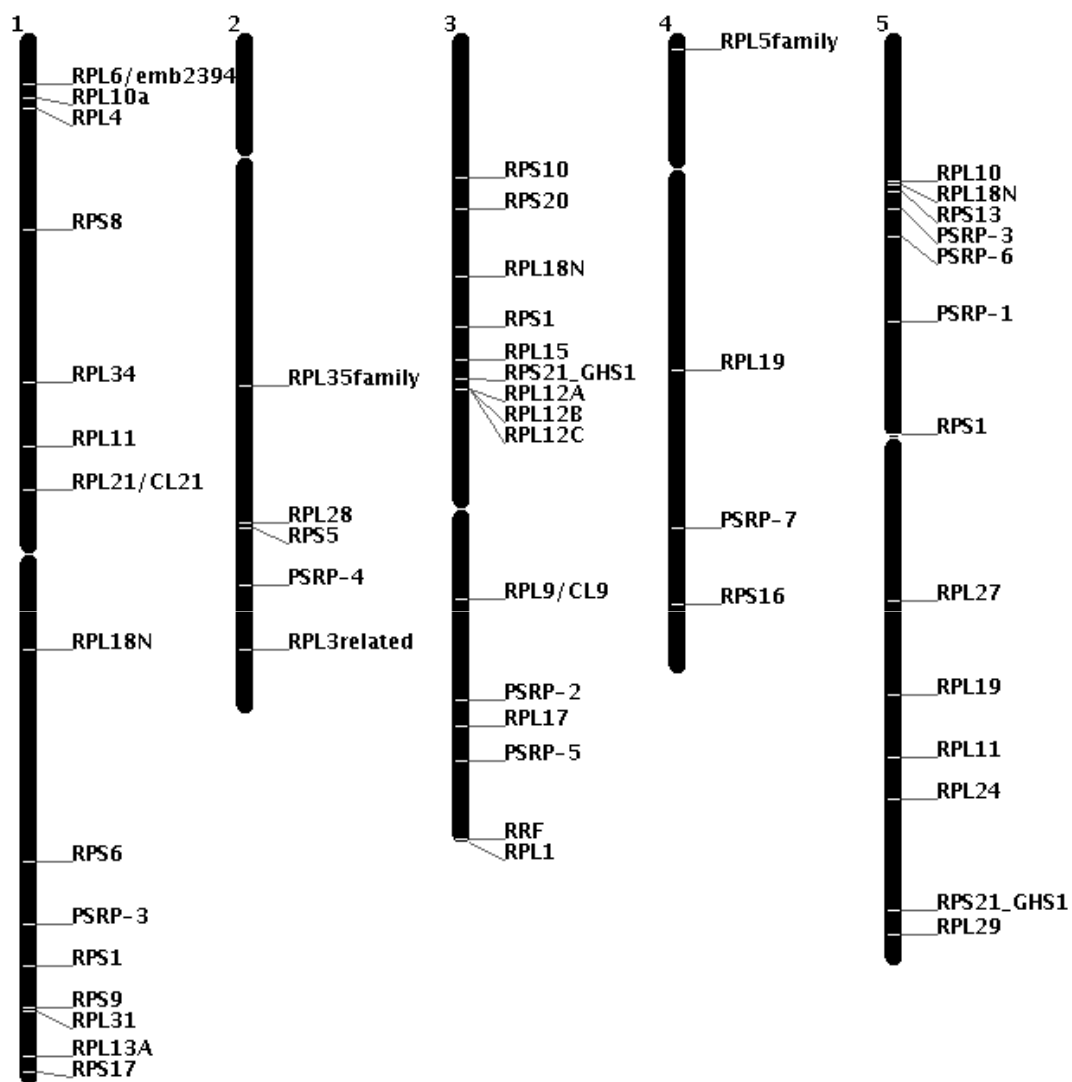 1
RPL6/emb2394
RPL10a
RPL4
RPS8
RPL34
RPL11
RPL21/CL21
RPL18N
RPS6
PSRP-3
RPS1
RPS9
RPL31
RPL13A
RPS17
2
RPL35family
RPL28
RPS5
PSRP-4
RPL3related
3
RPS10
RPS20
RPL18N
RPS1
RPL15
RPS21_GHS1
RPL12A
RPL12B
RPL12C
RPL9/CL9
PSRP-2
RPL17
PSRP-5
RRF
RPL1
4
RPL5family
RPL19
PSRP-7
RPS16
5
RPL10
RPL18N
RPS13
PSRP-3
PSRP-6
PSRP-1
RPS1
RPL27
RPL19
RPL11
RPL24
RPS21_GHS1
RPL29